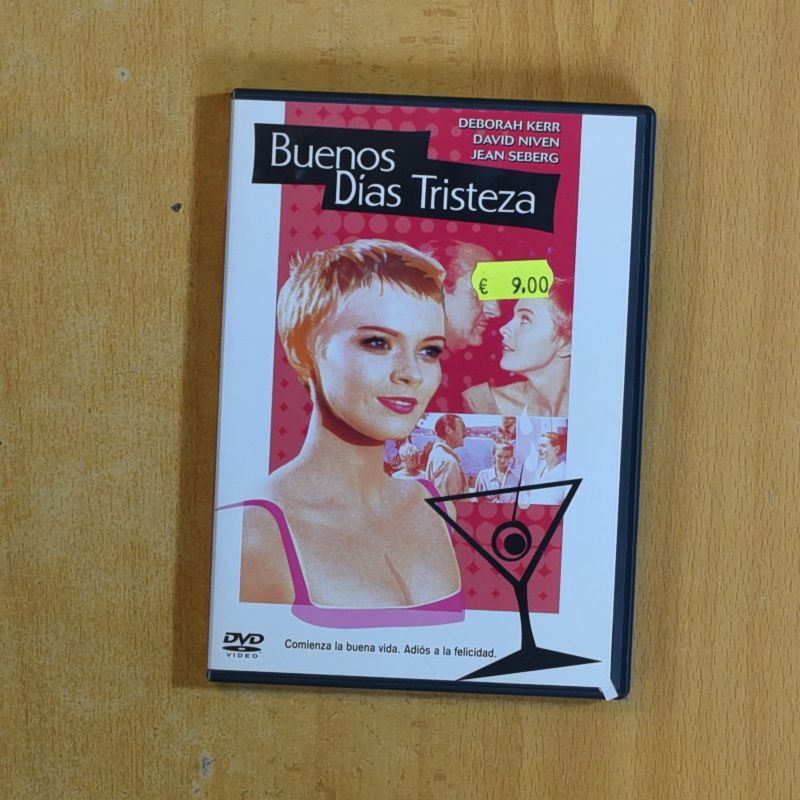 DEBORAH KERR
DAVID NIVEN
JEAN SEBERG
Buenos
Días Tristeza
€ 9.00
DVD
VIDEO
Comienza la buena vida. Adiós a la felicidad.